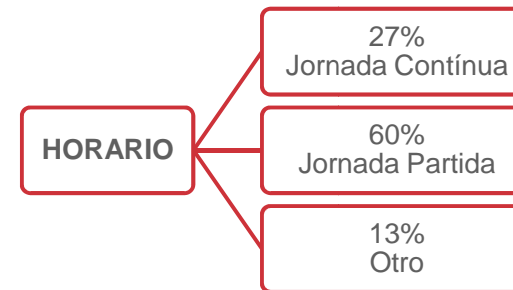 HORARIO
27%
Jornada Contínua
60%
Jornada Partida
13%
Otro